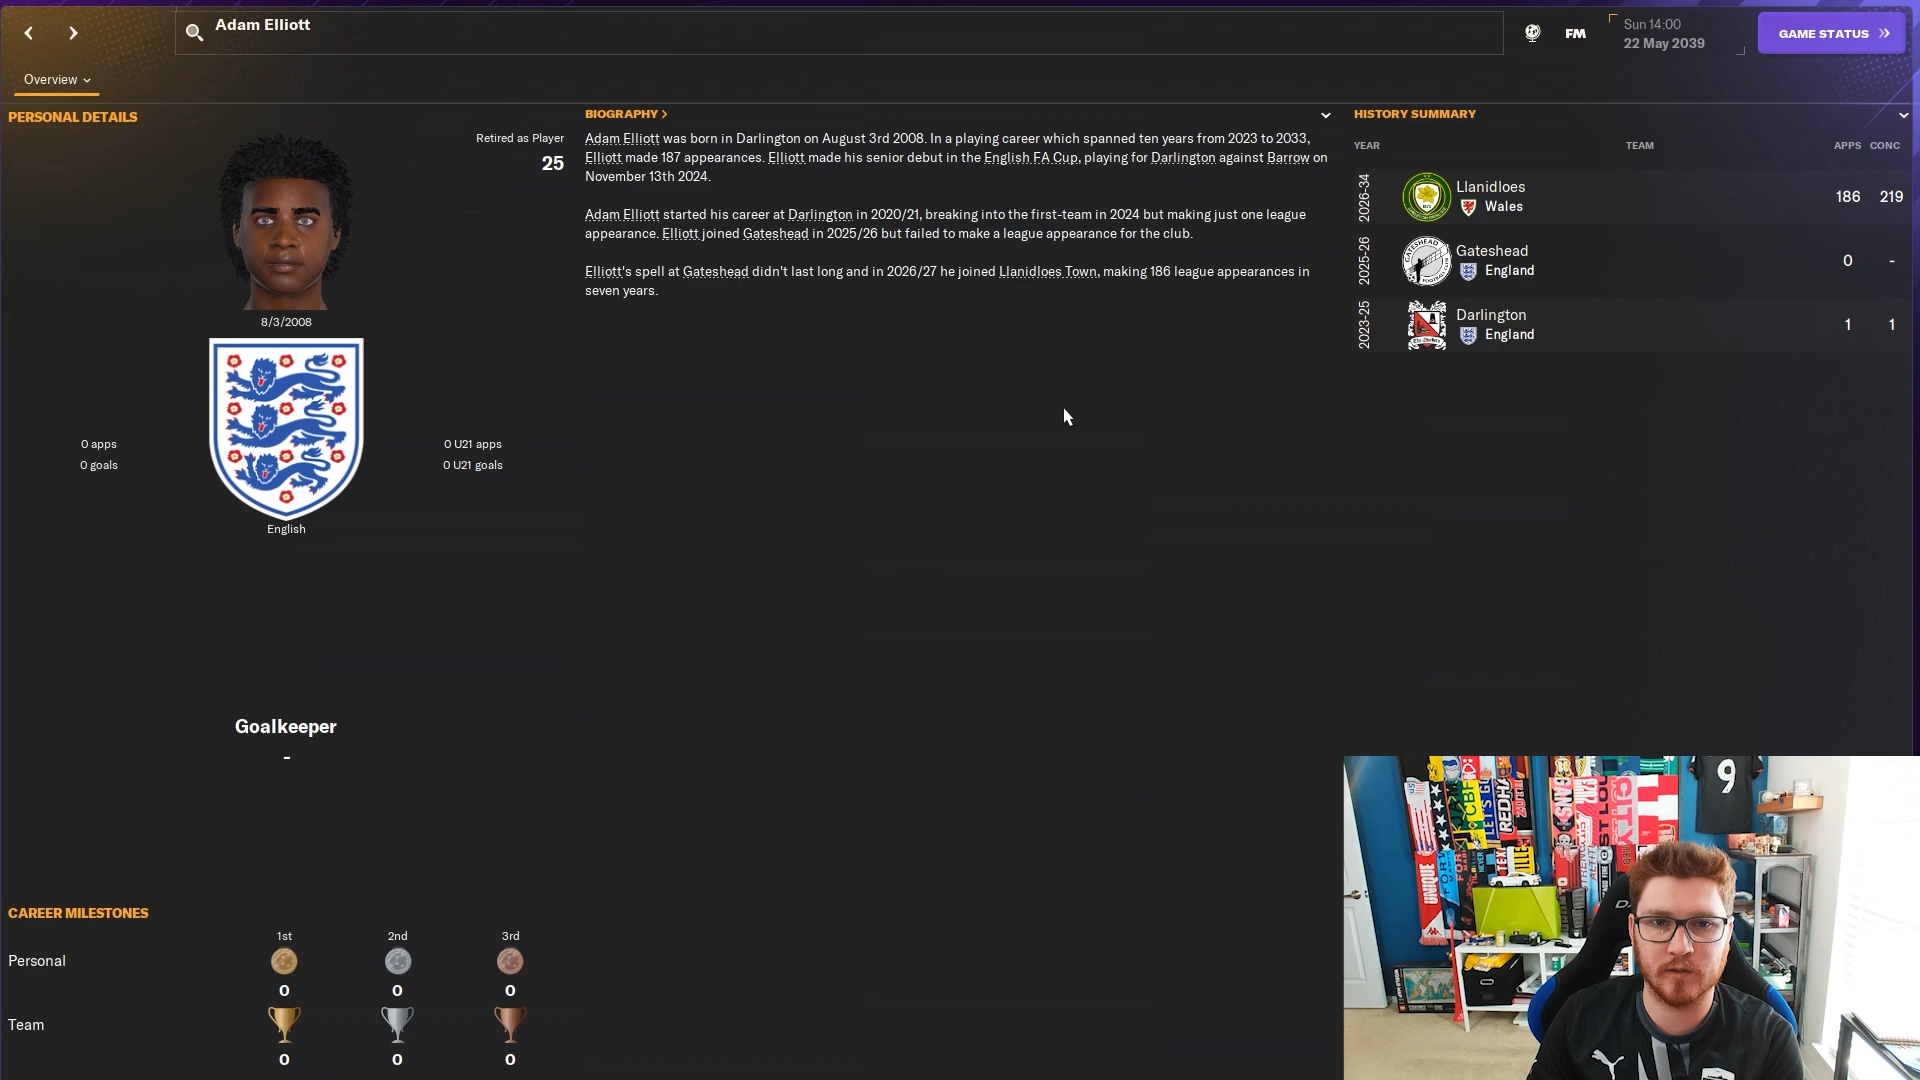 Adam Elliott
FM
Sun 14:00
22 May 2039
GAME STATUS
Overview
PERSONAL DETAILS
Retired as Player
25
8/3/2008
0 apps
0 goals
0 U21 apps
0 U21 goals
English
Goalkeeper
-
CAREER MILESTONES
1st 2nd 3rd
Personal
0 0 0
Team
0 0 0
BIOGRAPHY
Adam Elliott was born in Darlington on August 3rd 2008. In a playing career which spanned ten years from 2023 to 2033,
Elliott made 187 appearances. Elliott made his senior debut in the English FA Cup, playing for Darlington against Barrow on
November 13th 2024.
Adam Elliott started his career at Darlington in 2020/21, breaking into the first-team in 2024 but making just one league
appearance. Elliott joined Gateshead in 2025/26 but failed to make a league appearance for the club.
Elliott's spell at Gateshead didn't last long and in 2026/27 he joined Llanidloes Town, making 186 league appearances in
seven years.
HISTORY SUMMARY
YEAR TEAM APPS CONC
2026-34 Llanidloes 186 219
Wales
2025-26 Gateshead 0 -
England
2023-25 Darlington 1 1
England
9
UNIQUE
CBF
LET'S G
REDHA
CITY
ST LOU